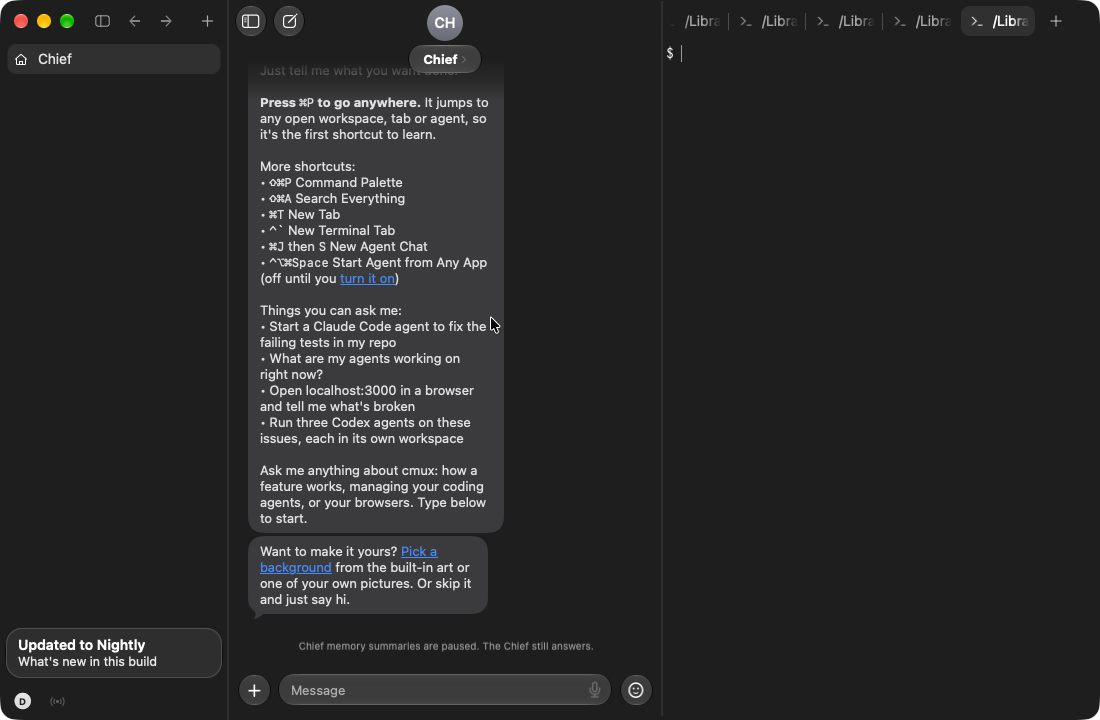 Chief
Updated to Nightly
What's new in this build
D
CH
Chief
Just tell me what you want done.
Press ⌘P to go anywhere. It jumps to
any open workspace, tab or agent, so
it's the first shortcut to learn.
More shortcuts:
• ⇧⌘P Command Palette
• ⇧⌘A Search Everything
• ⌘T New Tab
• ^` New Terminal Tab
• ⌘J then S New Agent Chat
• ^⌥⌘Space Start Agent from Any App
(off until you turn it on)
Things you can ask me:
• Start a Claude Code agent to fix the
failing tests in my repo
• What are my agents working on
right now?
• Open localhost:3000 in a browser
and tell me what's broken
• Run three Codex agents on these
issues, each in its own workspace
Ask me anything about cmux: how a
feature works, managing your coding
agents, or your browsers. Type below
to start.
Want to make it yours? Pick a
background from the built-in art or
one of your own pictures. Or skip it
and just say hi.
Chief memory summaries are paused. The Chief still answers.
Message
/Libra >_ /Libra >_ /Libra >_ /Libra >_ /Libra
$